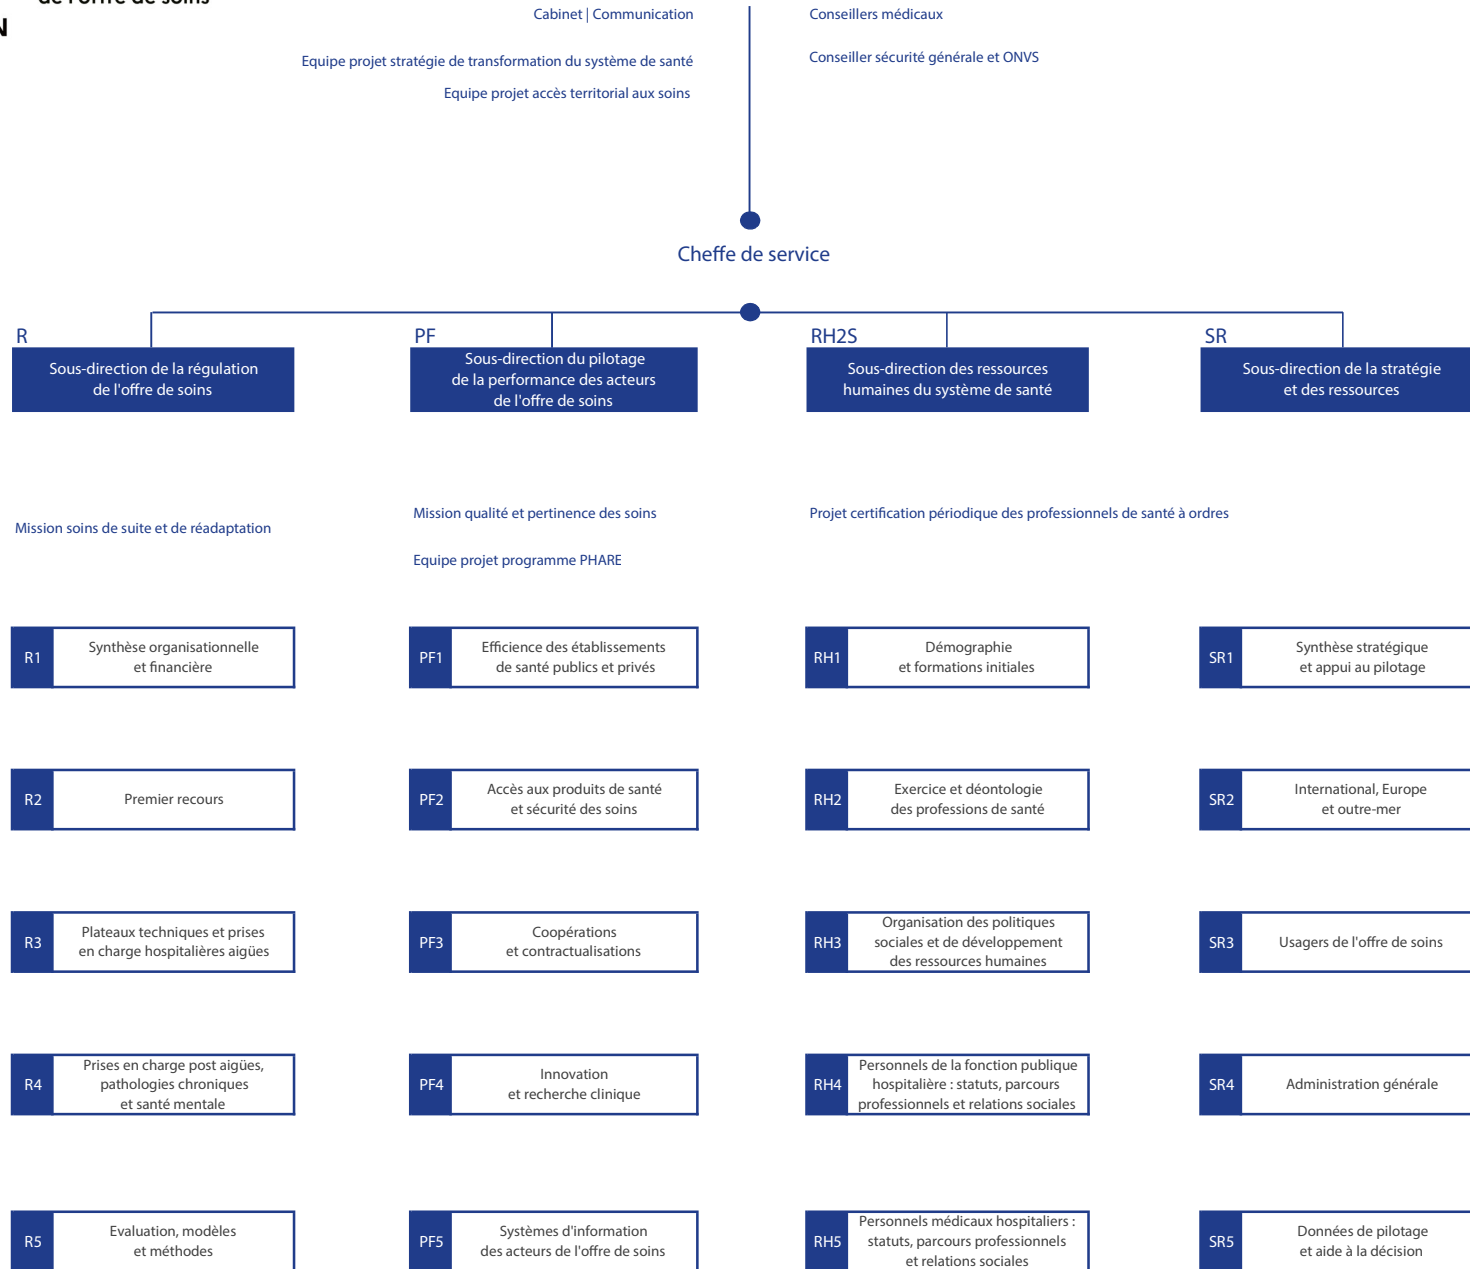 de l'offre de soins
N
Cabinet | Communication
Conseillers médicaux
Equipe projet stratégie de transformation du système de santé
Conseiller sécurité générale et ONVS
Equipe projet accès territorial aux soins
Cheffe de service
R
Sous-direction de la régulation
de l'offre de soins
PF
Sous-direction du pilotage
de la performance des acteurs
de l'offre de soins
RH2S
Sous-direction des ressources
humaines du système de santé
SR
Sous-direction de la stratégie
et des ressources
Mission soins de suite et de réadaptation
Mission qualité et pertinence des soins
Equipe projet programme PHARE
Projet certification périodique des professionnels de santé à ordres
R1
Synthèse organisationnelle
et financière
PF1
Efficience des établissements
de santé publics et privés
RH1
Démographie
et formations initiales
SR1
Synthèse stratégique
et appui au pilotage
R2
Premier recours
PF2
Accès aux produits de santé
et sécurité des soins
RH2
Exercice et déontologie
des professions de santé
SR2
International, Europe
et outre-mer
R3
Plateaux techniques et prises
en charge hospitalières aigües
PF3
Coopérations
et contractualisations
RH3
Organisation des politiques
sociales et de développement
des ressources humaines
SR3
Usagers de l'offre de soins
R4
Prises en charge post aigües,
pathologies chroniques
et santé mentale
PF4
Innovation
et recherche clinique
RH4
Personnels de la fonction publique
hospitalière : statuts, parcours
professionnels et relations sociales
SR4
Administration générale
R5
Evaluation, modèles
et méthodes
PF5
Systèmes d'information
des acteurs de l'offre de soins
RH5
Personnels médicaux hospitaliers :
statuts, parcours professionnels
et relations sociales
SR5
Données de pilotage
et aide à la décision